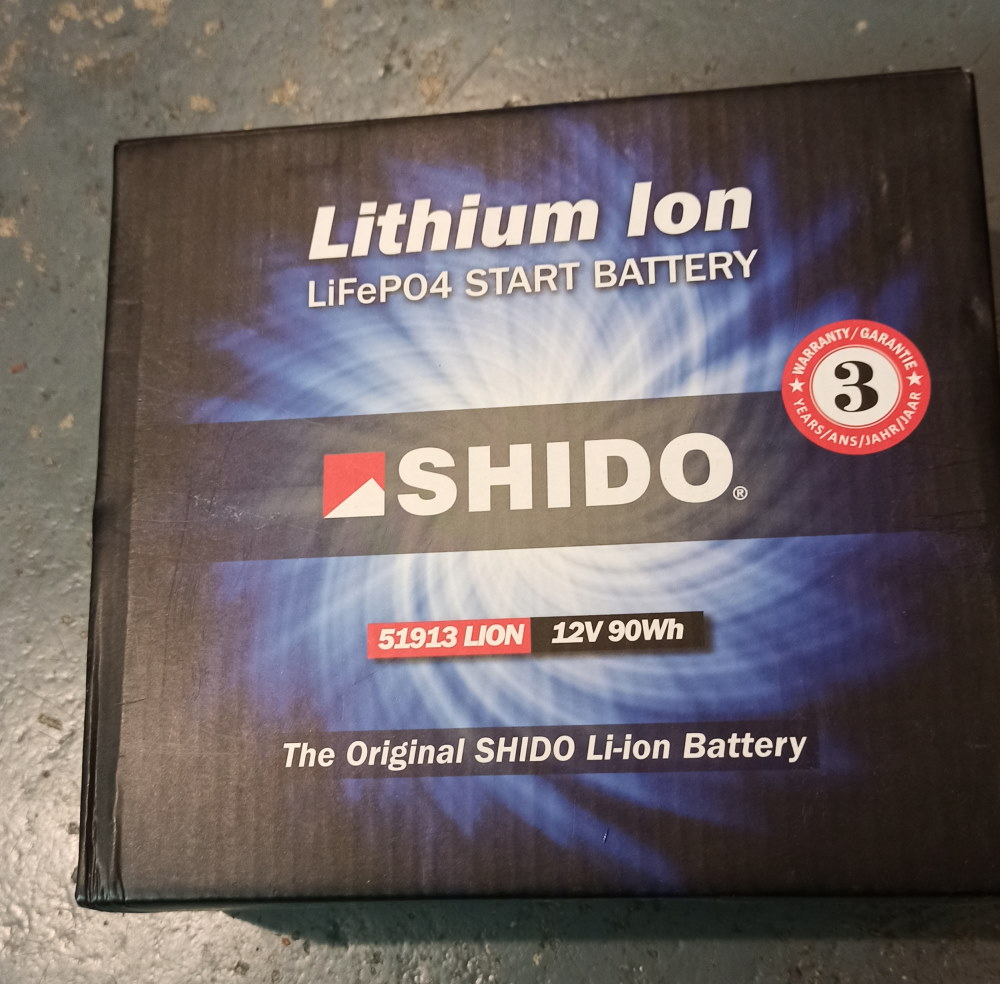 Lithium Ion
LiFePO4 START BATTERY
WARRANTY/GARANTIE
3
YEARS/ANS/JAHR/JAAR
SHIDO®
51913 LION 12V 90Wh
The Original SHIDO Li-ion Battery